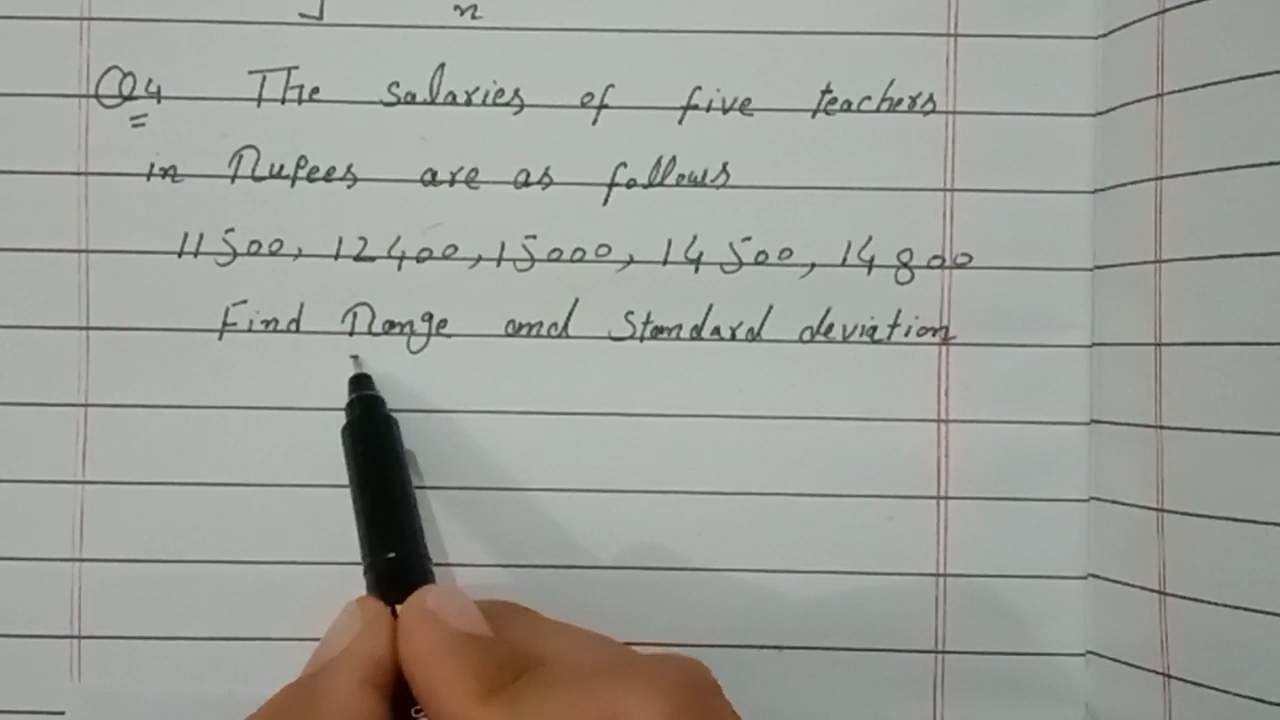 n
Q4 The salaries of five teachers
in Rupees are as follows
11500, 12400, 15000, 14500, 14800
Find Range and Standard deviation